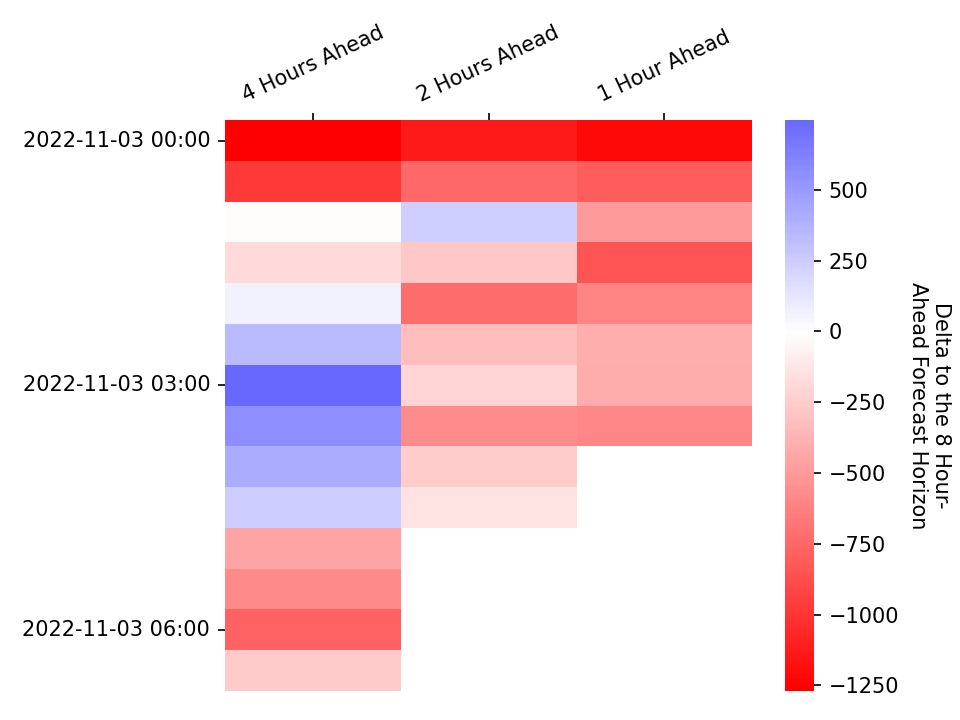 4 Hours Ahead
2 Hours Ahead
1 Hour Ahead
2022-11-03 00:00
2022-11-03 03:00
2022-11-03 06:00
500
250
0
−250
−500
−750
−1000
−1250
Delta to the 8 Hour-
Ahead Forecast Horizon